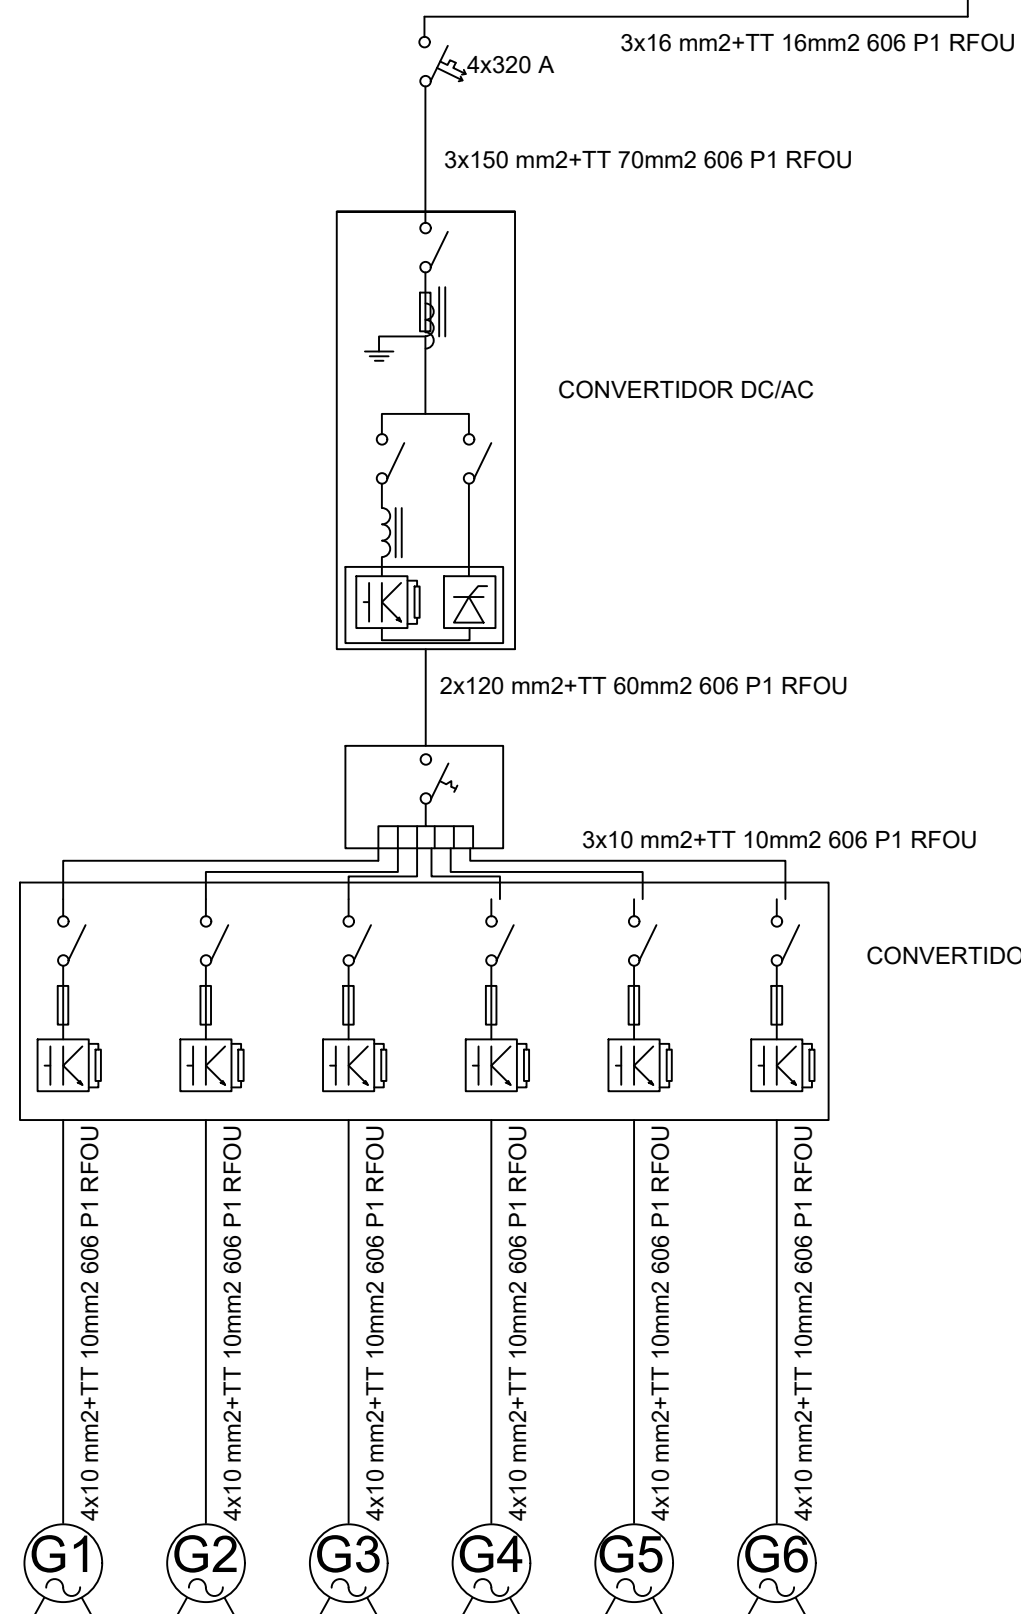 3x16 mm2+TT 16mm2 606 P1 RFOU
4x320 A
3x150 mm2+TT 70mm2 606 P1 RFOU
CONVERTIDOR DC/AC
2x120 mm2+TT 60mm2 606 P1 RFOU
3x10 mm2+TT 10mm2 606 P1 RFOU
4x10 mm2+TT 10mm2 606 P1 RFOU
4x10 mm2+TT 10mm2 606 P1 RFOU
4x10 mm2+TT 10mm2 606 P1 RFOU
4x10 mm2+TT 10mm2 606 P1 RFOU
4x10 mm2+TT 10mm2 606 P1 RFOU
4x10 mm2+TT 10mm2 606 P1 RFOU
G1
G2
G3
G4
G5
G6